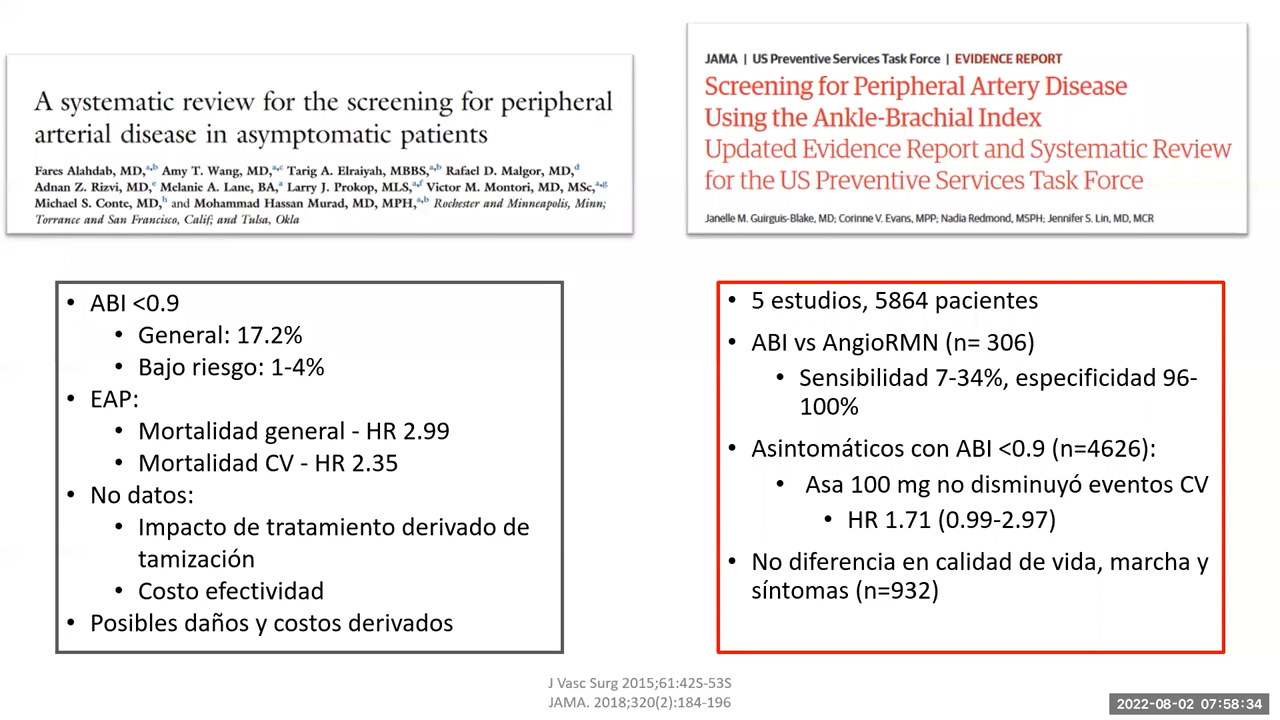 A systematic review for the screening for peripheral
arterial disease in asymptomatic patients
Fares Alahdab, MD,a,b Amy T. Wang, MD,a,c Tarig A. Elraiyah, MBBS,a,b Rafael D. Malgor, MD,d
Adnan Z. Rizvi, MD,e Melanie A. Lane, BA,a Larry J. Prokop, MLS,a,f Victor M. Montori, MD, MSc,a,g
Michael S. Conte, MD,h and Mohammad Hassan Murad, MD, MPH,a,b Rochester and Minneapolis, Minn;
Torrance and San Francisco, Calif; and Tulsa, Okla
JAMA | US Preventive Services Task Force | EVIDENCE REPORT
Screening for Peripheral Artery Disease
Using the Ankle-Brachial Index
Updated Evidence Report and Systematic Review
for the US Preventive Services Task Force
Janelle M. Guirguis-Blake, MD; Corinne V. Evans, MPP; Nadia Redmond, MSPH; Jennifer S. Lin, MD, MCR
• ABI <0.9
• General: 17.2%
• Bajo riesgo: 1-4%
• EAP:
• Mortalidad general - HR 2.99
• Mortalidad CV - HR 2.35
• No datos:
• Impacto de tratamiento derivado de
tamización
• Costo efectividad
• Posibles daños y costos derivados
• 5 estudios, 5864 pacientes
• ABI vs AngioRMN (n= 306)
• Sensibilidad 7-34%, especificidad 96-
100%
• Asintomáticos con ABI <0.9 (n=4626):
• Asa 100 mg no disminuyó eventos CV
• HR 1.71 (0.99-2.97)
• No diferencia en calidad de vida, marcha y
síntomas (n=932)
J Vasc Surg 2015;61:42S-53S
JAMA. 2018;320(2):184-196
2022-08-02 07:58:34